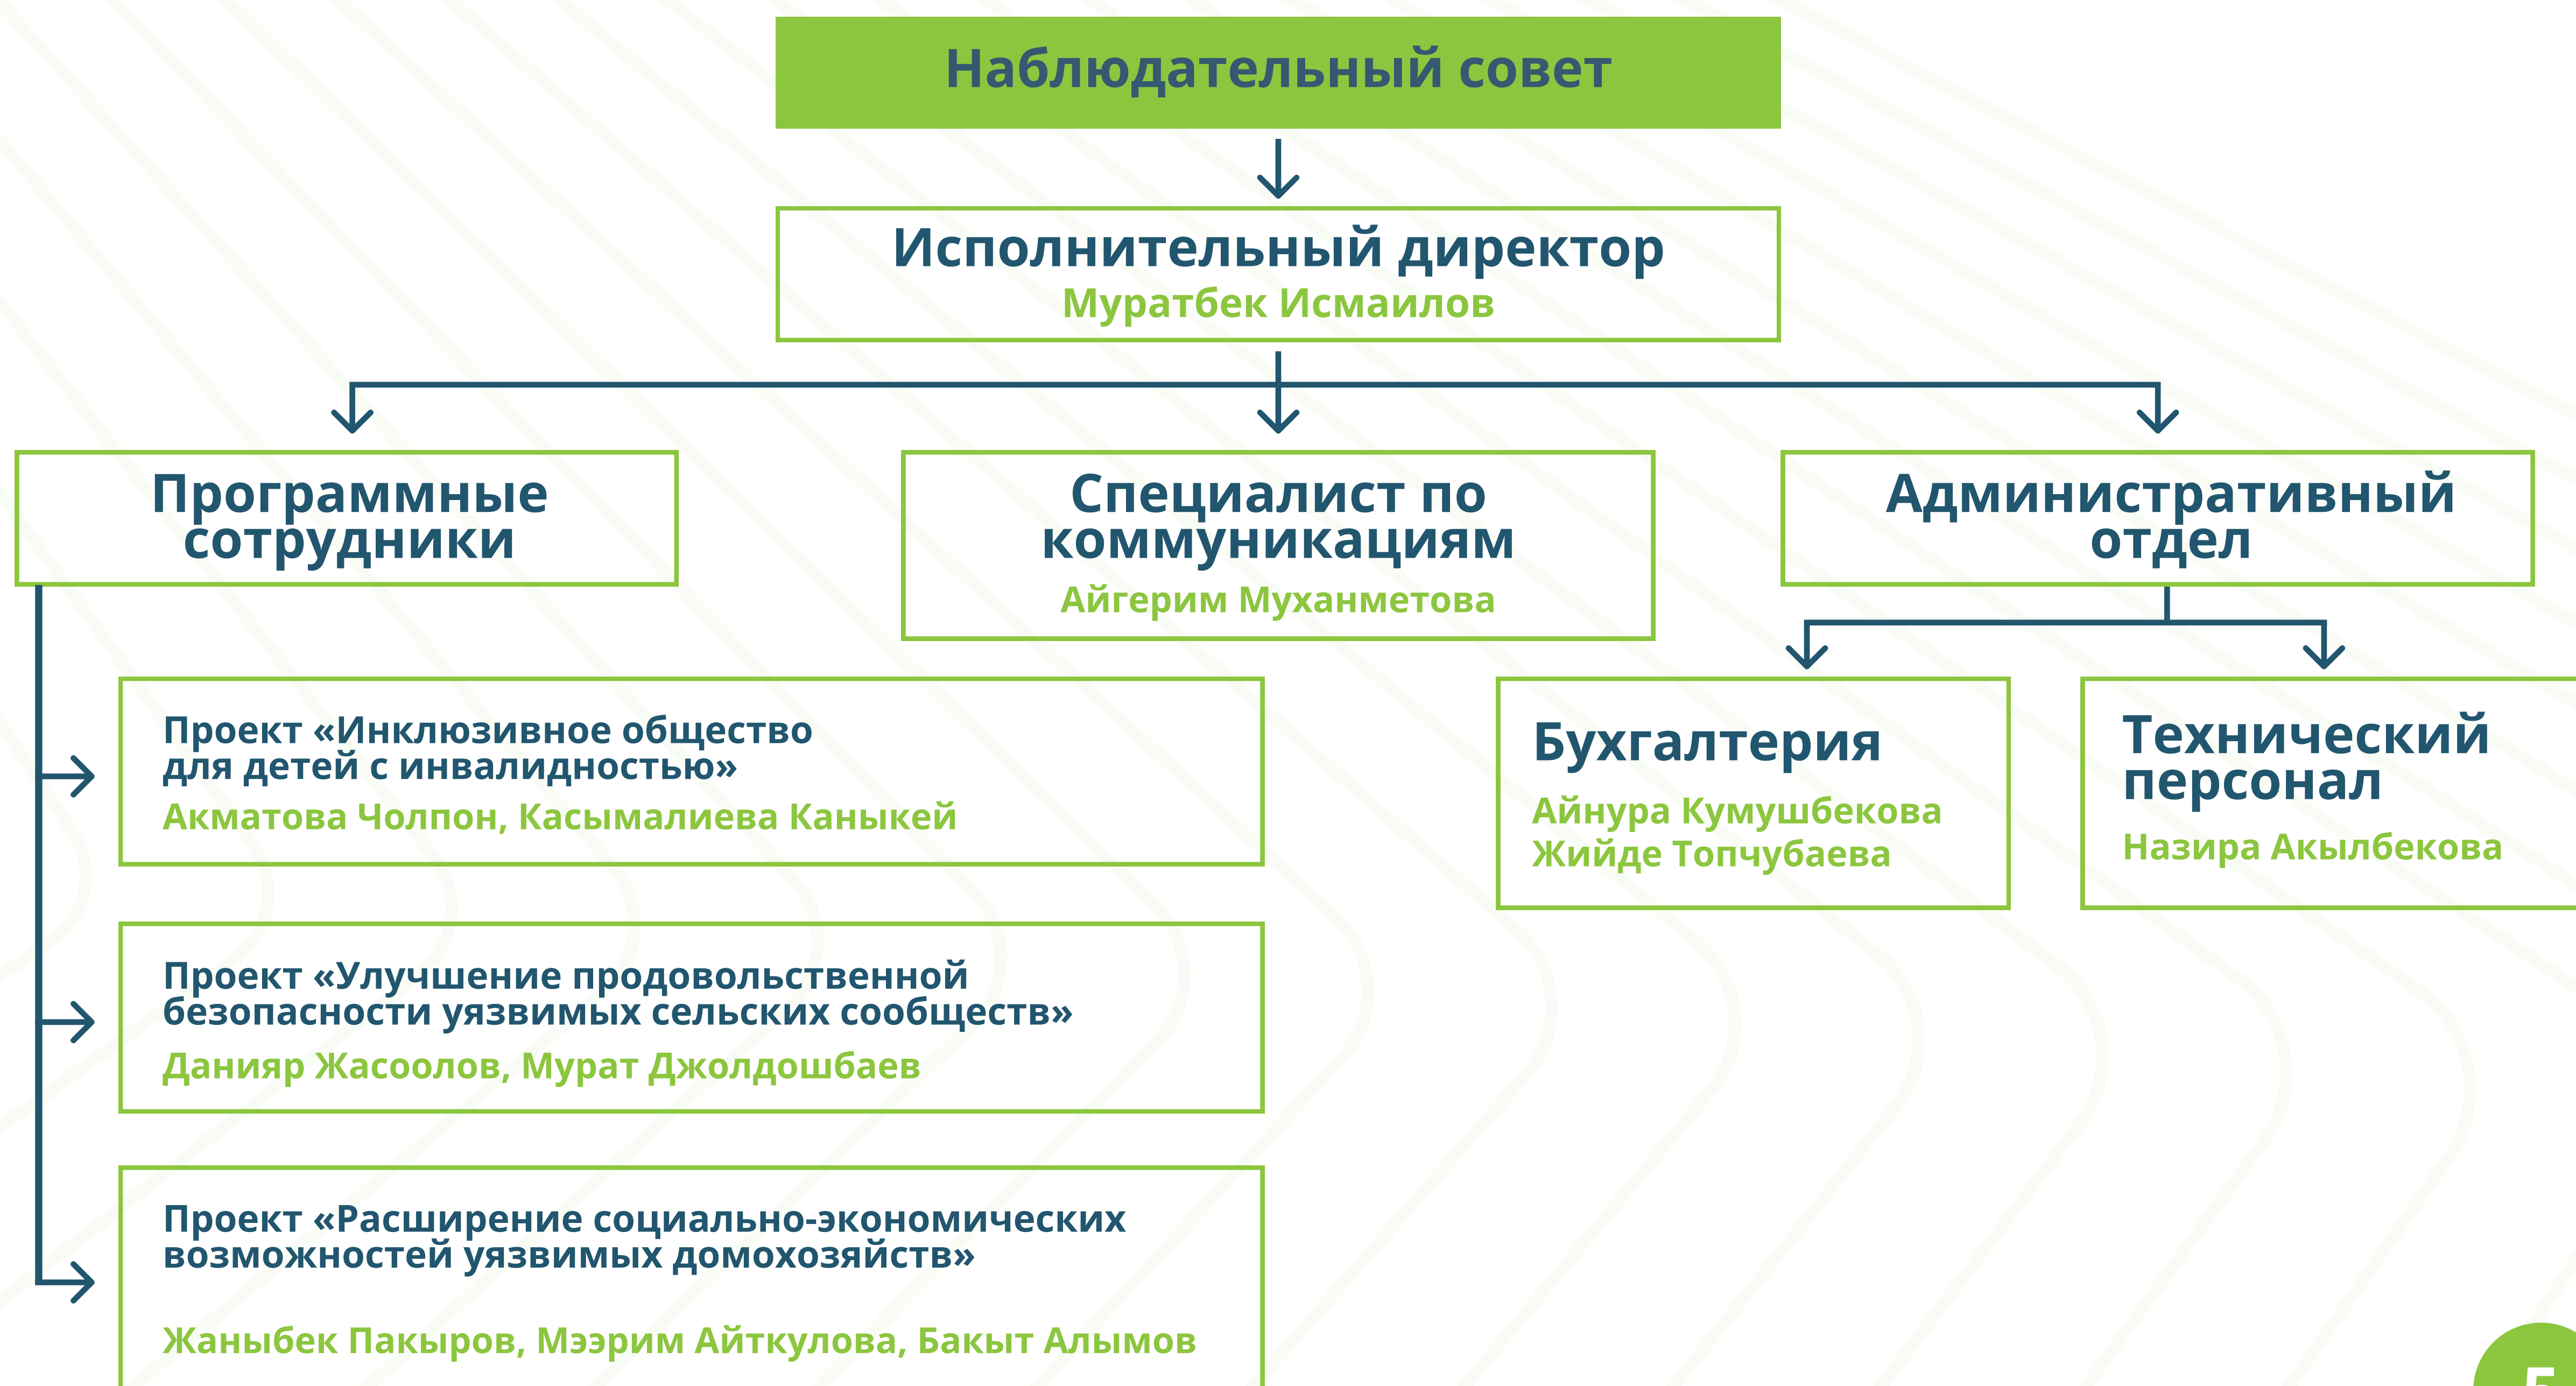 Наблюдательный совет
Исполнительный директор
Муратбек Исмаилов
Программные
сотрудники
Специалист по
коммуникациям
Айгерим Муханметова
Административный
отдел
Проект «Инклюзивное общество
для детей с инвалидностью»
Акматова Чолпон, Касымалиева Каныкей
Бухгалтерия
Айнура Кумушбекова
Жийде Топчубаева
Технический
персонал
Назира Акылбекова
Проект «Улучшение продовольственной
безопасности уязвимых сельских сообществ»
Данияр Жасоолов, Мурат Джолдошбаев
Проект «Расширение социально-экономических
возможностей уязвимых домохозяйств»
Жаныбек Пакыров, Мээрим Айткулова, Бакыт Алымов